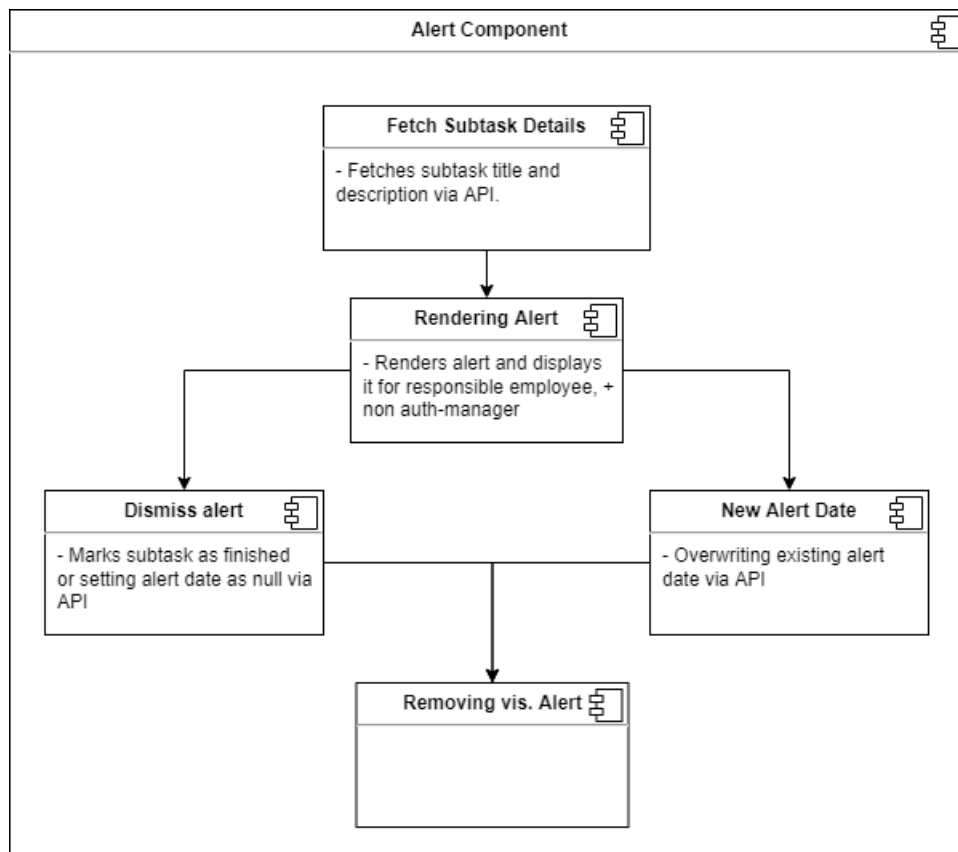 Alert Component
Fetch Subtask Details
- Fetches subtask title and
description via API.
Rendering Alert
- Renders alert and displays
it for responsible employee, +
non auth-manager
Dismiss alert
- Marks subtask as finished
or setting alert date as null via
API
New Alert Date
- Overwriting existing alert
date via API
Removing vis. Alert